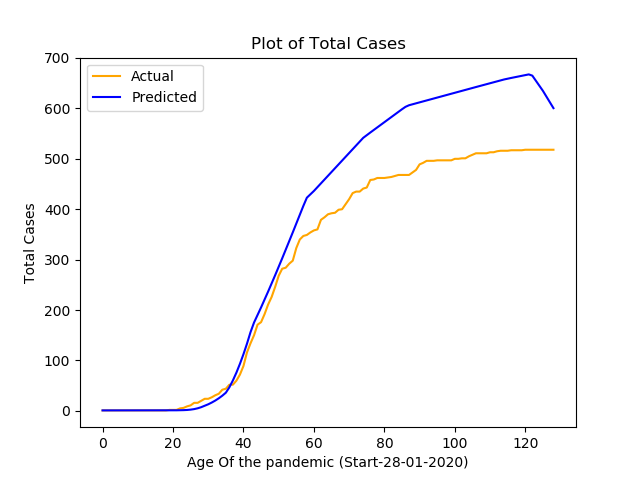 Plot of Total Cases
Actual
Predicted
700
600
500
400
300
200
100
0
Total Cases
0 20 40 60 80 100 120
Age Of the pandemic (Start-28-01-2020)